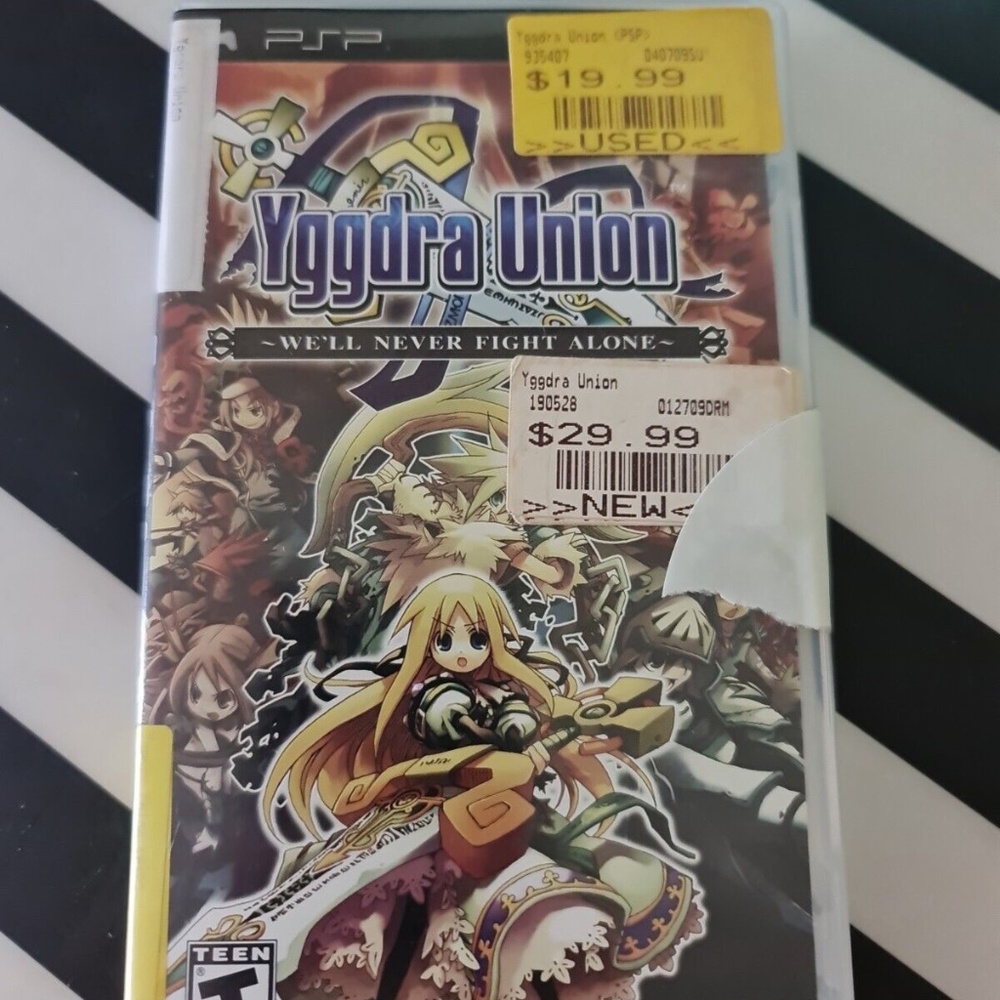 PSP
Yggdra Union (PSP)
935407 040709SU
$19.99
>>USED<<
Yggdra Union
~WE'LL NEVER FIGHT ALONE~
Yggdra Union
190528 012709DRM
$29.99
>>NEW<
TEEN
T